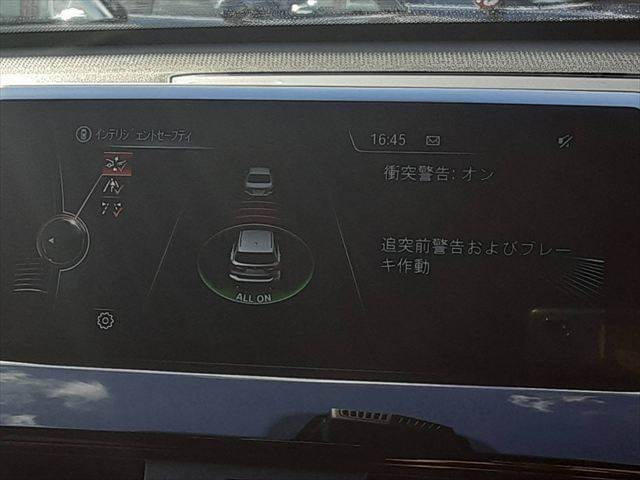 インテリジェントセーフティ
16:45
衝突警告: オン
追突前警告およびブレー
キ作動
ALL ON